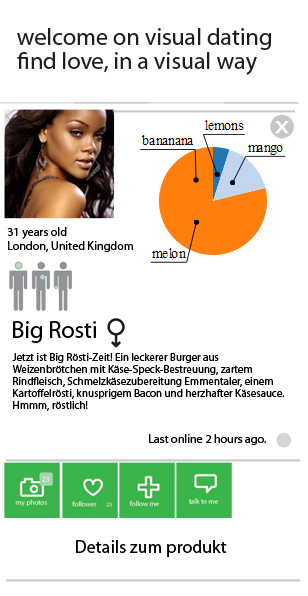 welcome on visual dating
find love, in a visual way
lemons
bananana
mango
melon
31 years old
London, United Kingdom
Big Rosti
Jetzt ist Big Rösti-Zeit! Ein leckerer Burger aus
Weizenbrötchen mit Käse-Speck-Bestreuung, zartem
Rindfleisch, Schmelzkäsezubereitung Emmentaler, einem
Kartoffelrösti, knusprigem Bacon und herzhafter Käsesauce.
Hmmm, röstlich!
Last online 2 hours ago.
23
my photos
follower 21
follow me
talk to me
Details zum produkt